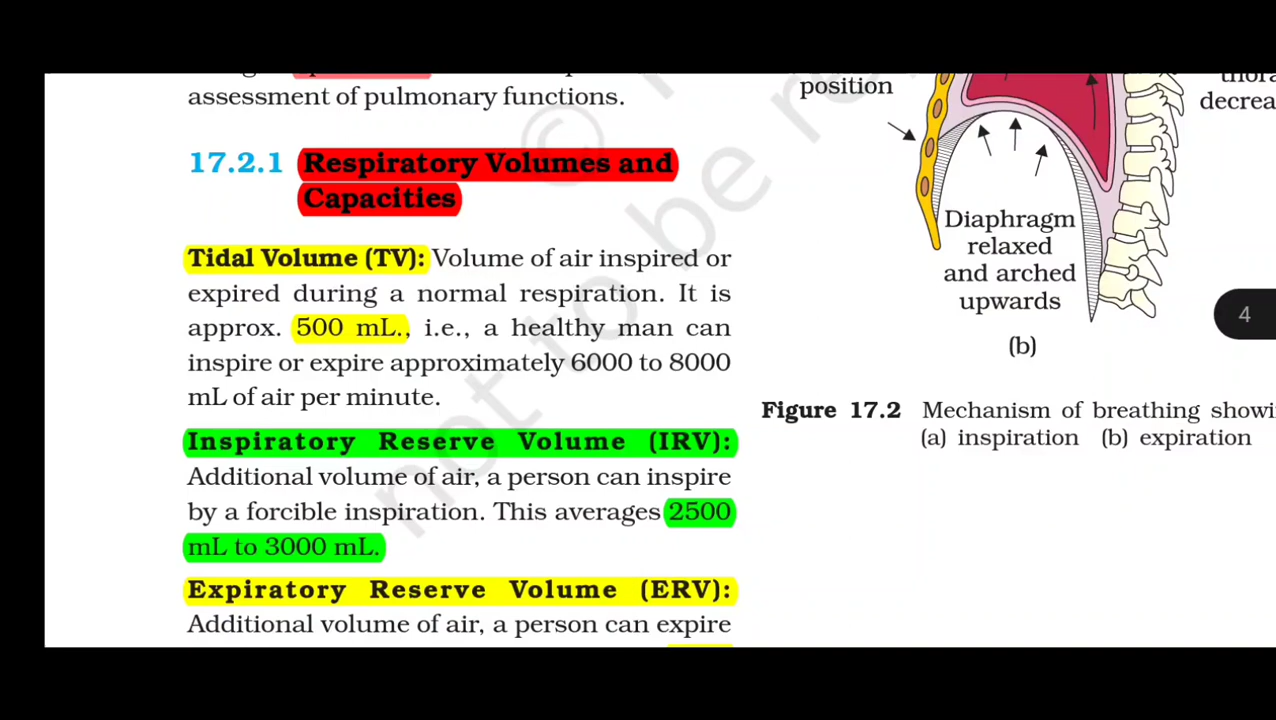 assessment of pulmonary functions.
17.2.1 Respiratory Volumes and
Capacities
Tidal Volume (TV): Volume of air inspired or
expired during a normal respiration. It is
approx. 500 mL., i.e., a healthy man can
inspire or expire approximately 6000 to 8000
mL of air per minute.
Inspiratory Reserve Volume (IRV):
Additional volume of air, a person can inspire
by a forcible inspiration. This averages 2500
mL to 3000 mL.
Expiratory Reserve Volume (ERV):
Additional volume of air, a person can expire
position
decrea
Diaphragm
relaxed
and arched
upwards
(b)
Figure 17.2 Mechanism of breathing showi
(a) inspiration (b) expiration
4
© not to be re